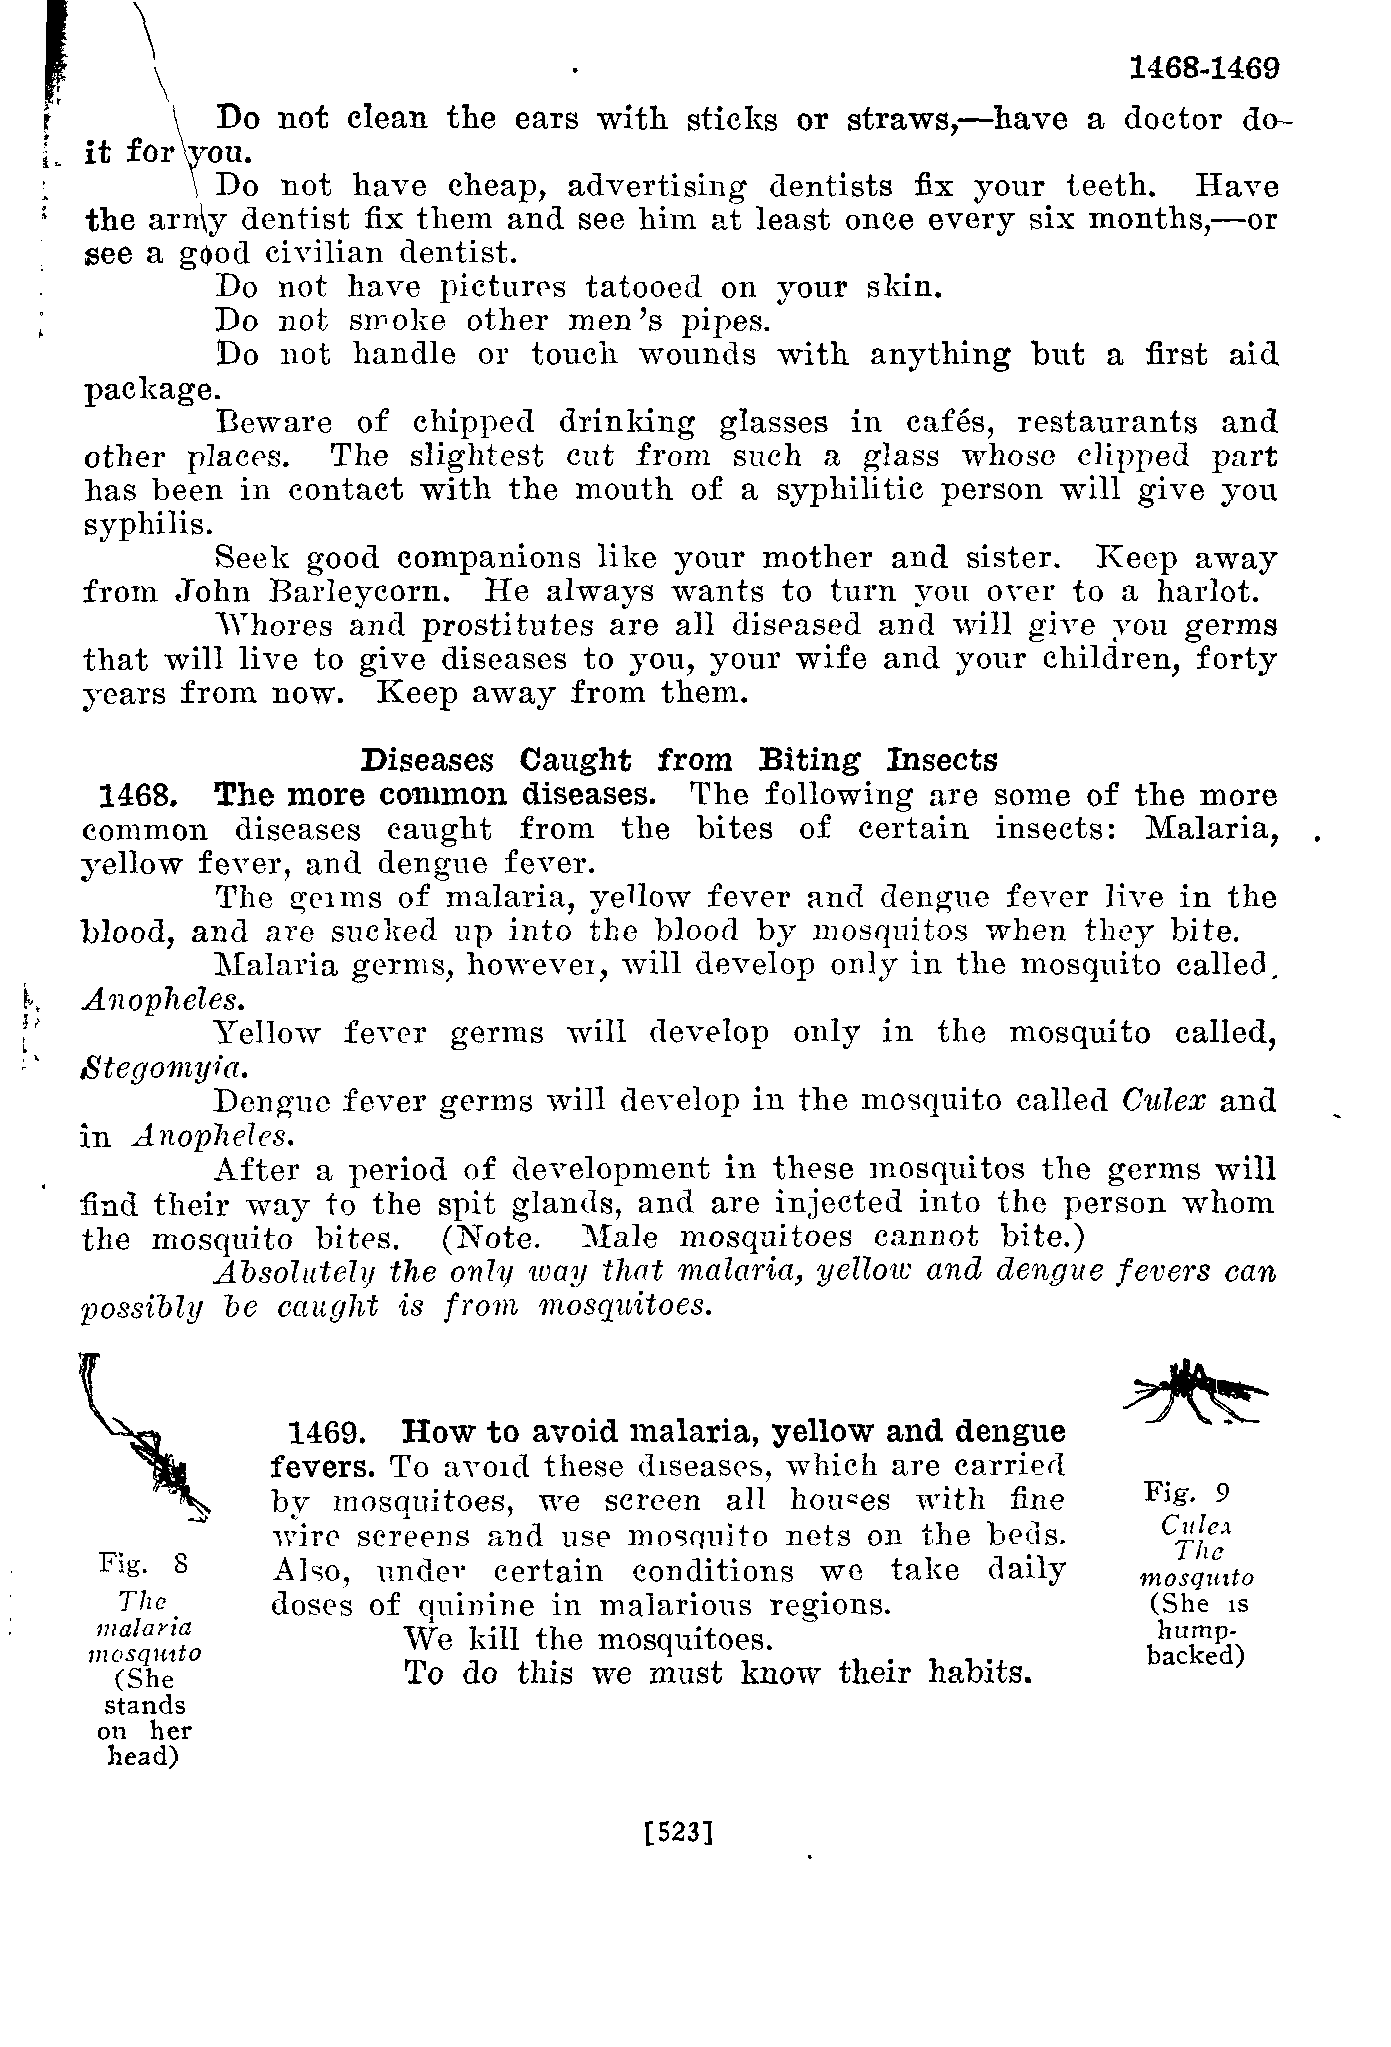 1468-1469
Do not clean the ears with sticks or straws,—have a doctor do
it for you.
Do not have cheap, advertising dentists fix your teeth. Have
the army dentist fix them and see him at least once every six months,—or
see a good civilian dentist.
Do not have pictures tatooed on your skin.
Do not smoke other men's pipes.
Do not handle or touch wounds with anything but a first aid
package.
Beware of chipped drinking glasses in cafés, restaurants and
other places. The slightest cut from such a glass whose clipped part
has been in contact with the mouth of a syphilitic person will give you
syphilis.
Seek good companions like your mother and sister. Keep away
from John Barleycorn. He always wants to turn you over to a harlot.
Whores and prostitutes are all diseased and will give you germs
that will live to give diseases to you, your wife and your children, forty
years from now. Keep away from them.
Diseases Caught from Biting Insects
1468. The more common diseases. The following are some of the more
common diseases caught from the bites of certain insects: Malaria,
yellow fever, and dengue fever.
The germs of malaria, yellow fever and dengue fever live in the
blood, and are sucked up into the blood by mosquitos when they bite.
Malaria germs, however, will develop only in the mosquito called
Anopheles.
Yellow fever germs will develop only in the mosquito called,
Stegomyia.
Dengue fever germs will develop in the mosquito called Culex and
in Anopheles.
After a period of development in these mosquitos the germs will
find their way to the spit glands, and are injected into the person whom
the mosquito bites. (Note. Male mosquitoes cannot bite.)
Absolutely the only way that malaria, yellow and dengue fevers can
possibly be caught is from mosquitoes.
1469. How to avoid malaria, yellow and dengue
fevers. To avoid these diseases, which are carried
by mosquitoes, we screen all houses with fine
wire screens and use mosquito nets on the beds.
Also, under certain conditions we take daily
doses of quinine in malarious regions.
We kill the mosquitoes.
To do this we must know their habits.
Fig. 8
The
malaria
mosquito
(She
stands
on her
head)
Fig. 9
Culex
The
mosquito
(She is
hump-
backed)
[523]